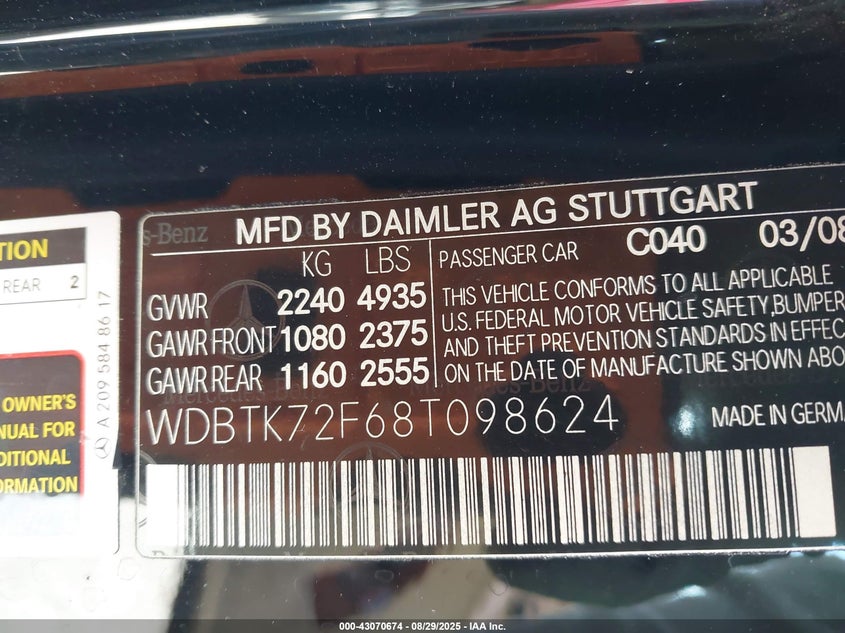 MFD BY DAIMLER AG STUTTGART
s-Benz
KG LBS
GVWR 2240 4935
GAWR FRONT 1080 2375
GAWR REAR 1160 2555
PASSENGER CAR C040 03/08
THIS VEHICLE CONFORMS TO ALL APPLICABLE
U.S. FEDERAL MOTOR VEHICLE SAFETY, BUMPER
AND THEFT PREVENTION STANDARDS IN EFFEC
ON THE DATE OF MANUFACTURE SHOWN ABO
Mercedes-Benz
WDBTK72F68T098624 MADE IN GERMA
TION
REAR 2
A 209 584 86 17
OWNER'S
NUAL FOR
DITIONAL
ORMATION
000-43070674 - 08/29/2025 - IAA Inc.